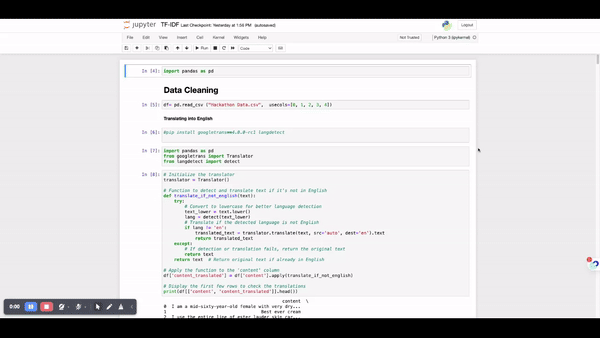 jupyter TF-IDF Last Checkpoint: Yesterday at 1:56 PM (autosaved) Logout
File Edit View Insert Cell Kernel Widgets Help Not Trusted Python 3 (ipykernel)
Run Code
In [4]: import pandas as pd
Data Cleaning
In [5]: df= pd.read_csv ("Hackathon Data.csv", usecols=[0, 1, 2, 3, 4])
Translating into English
In [6]: #pip install googletrans==4.0.0-rc1 langdetect
In [7]: import pandas as pd
from googletrans import Translator
from langdetect import detect
In [8]: # Initialize the translator
translator = Translator()
# Function to detect and translate text if it's not in English
def translate_if_not_english(text):
try:
# Convert to lowercase for better language detection
text_lower = text.lower()
lang = detect(text_lower)
# Translate if the detected language is not English
if lang != 'en':
translated_text = translator.translate(text, src='auto', dest='en').text
return translated_text
except:
# If detection or translation fails, return the original text
return text
return text # Return original text if already in English
# Apply the function to the 'content' column
df['content_translated'] = df['content'].apply(translate_if_not_english)
# Display the first few rows to check the translations
print(df[['content', 'content_translated']].head())
content \
0 I am a mid-sixty-year-old female with very dry...
1 Best ever cream
2 I use the entire line of estee lauder skin car...
0:00